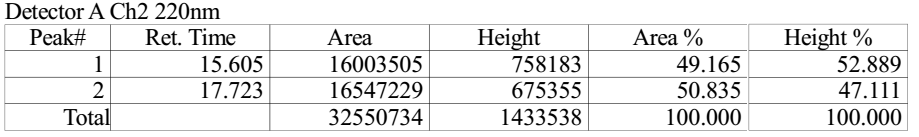 Detector A Ch2 220nm
Peak# Ret. Time Area Height Area % Height %
1 15.605 16003505 758183 49.165 52.889
2 17.723 16547229 675355 50.835 47.111
Total 32550734 1433538 100.000 100.000